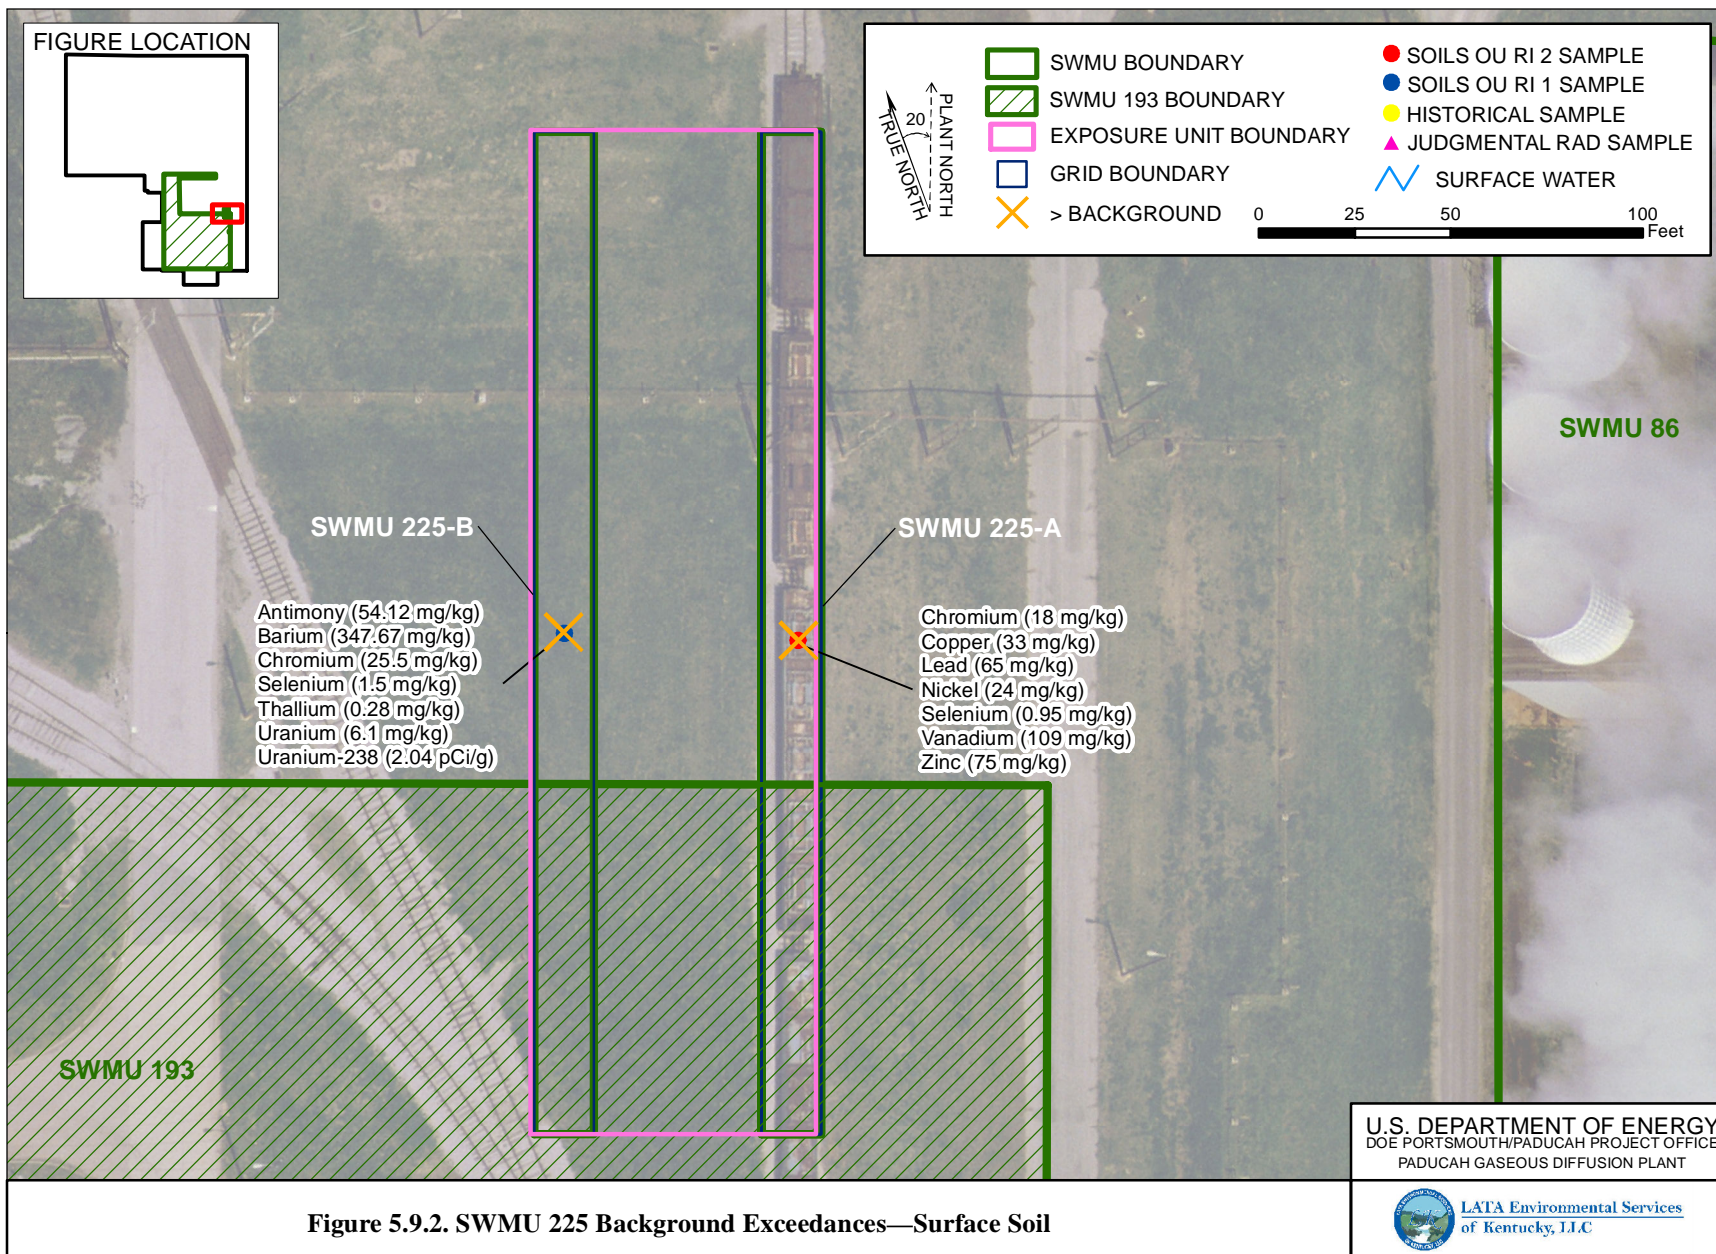 FIGURE LOCATION
SWMU BOUNDARY
SWMU 193 BOUNDARY
EXPOSURE UNIT BOUNDARY
GRID BOUNDARY
> BACKGROUND
SOILS OU RI 2 SAMPLE
SOILS OU RI 1 SAMPLE
HISTORICAL SAMPLE
JUDGMENTAL RAD SAMPLE
SURFACE WATER
TRUE NORTH
20
PLANT NORTH
0 25 50 100
Feet
SWMU 86
SWMU 225-B
SWMU 225-A
Antimony (54.12 mg/kg)
Barium (347.67 mg/kg)
Chromium (25.5 mg/kg)
Selenium (1.5 mg/kg)
Thallium (0.28 mg/kg)
Uranium (6.1 mg/kg)
Uranium-238 (2.04 pCi/g)
Chromium (18 mg/kg)
Copper (33 mg/kg)
Lead (65 mg/kg)
Nickel (24 mg/kg)
Selenium (0.95 mg/kg)
Vanadium (109 mg/kg)
Zinc (75 mg/kg)
SWMU 193
U.S. DEPARTMENT OF ENERGY
DOE PORTSMOUTH/PADUCAH PROJECT OFFICE
PADUCAH GASEOUS DIFFUSION PLANT
Figure 5.9.2. SWMU 225 Background Exceedances—Surface Soil
LATA Environmental Services
of Kentucky, LLC